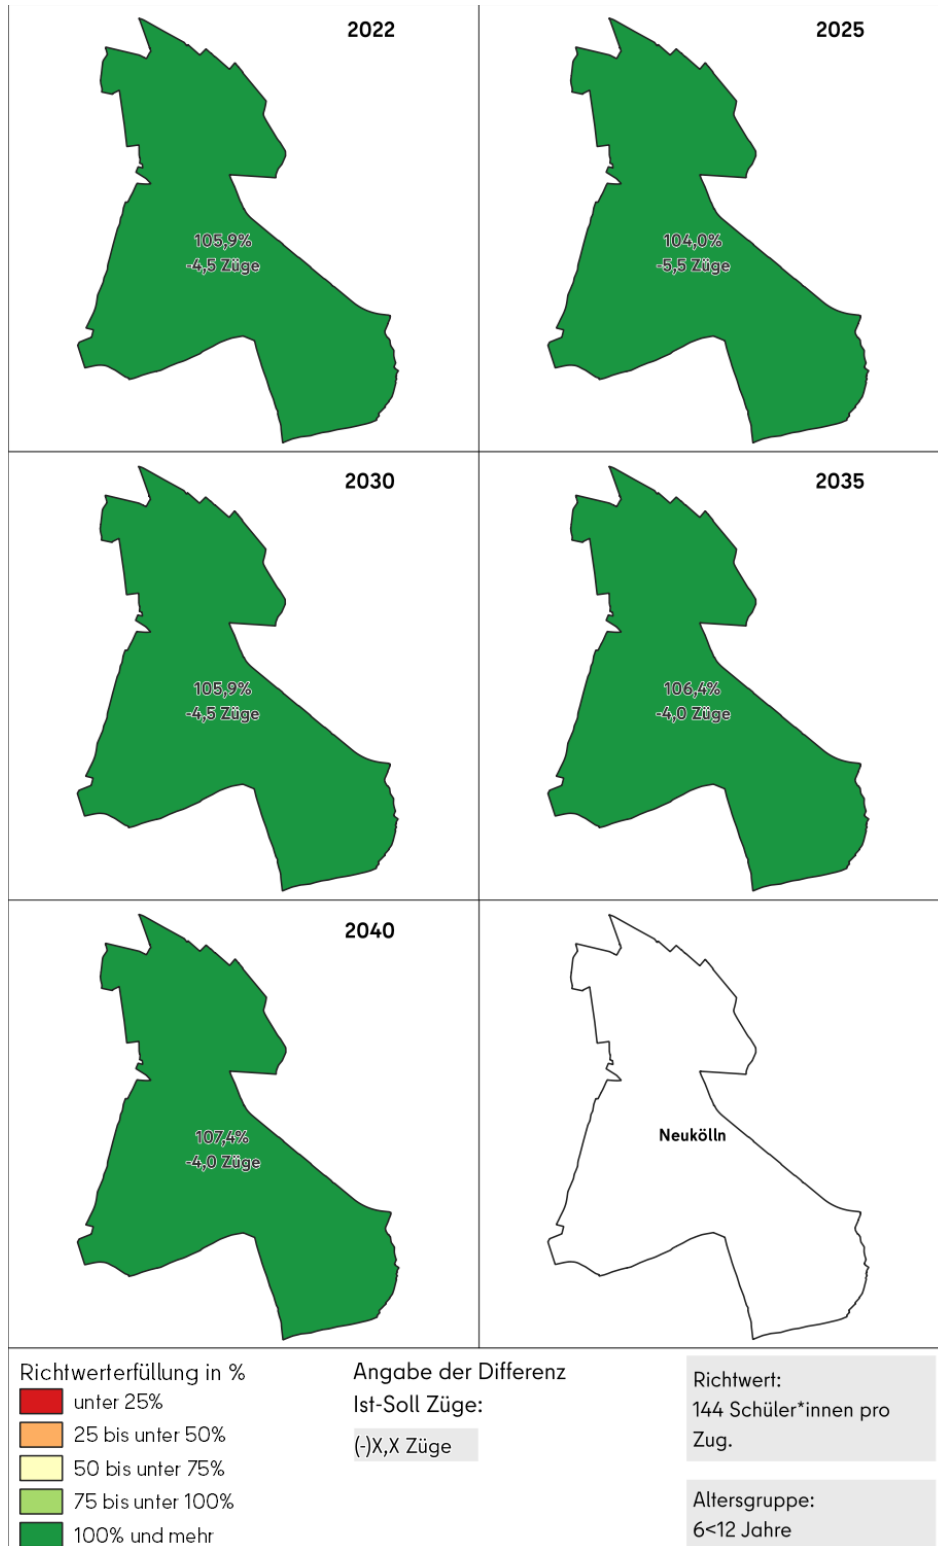 2022
105,9%
-4,5 Züge
2025
104,0%
-5,5 Züge
2030
105,9%
-4,5 Züge
2035
106,4%
-4,0 Züge
2040
107,4%
-4,0 Züge
Neukölln
Richtwerterfüllung in %
unter 25%
25 bis unter 50%
50 bis unter 75%
75 bis unter 100%
100% und mehr
Angabe der Differenz
Ist-Soll Züge:
(-)X,X Züge
Richtwert:
144 Schüler*innen pro
Zug.
Altersgruppe:
6<12 Jahre